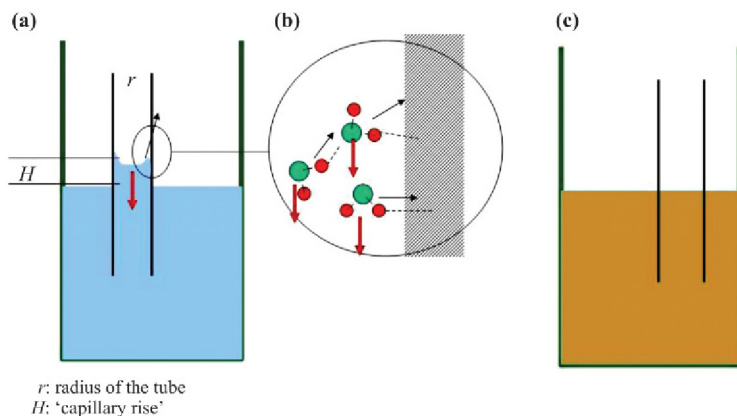 (a)
(b)
(c)
r
H
r: radius of the tube
H: ‘capillary rise’